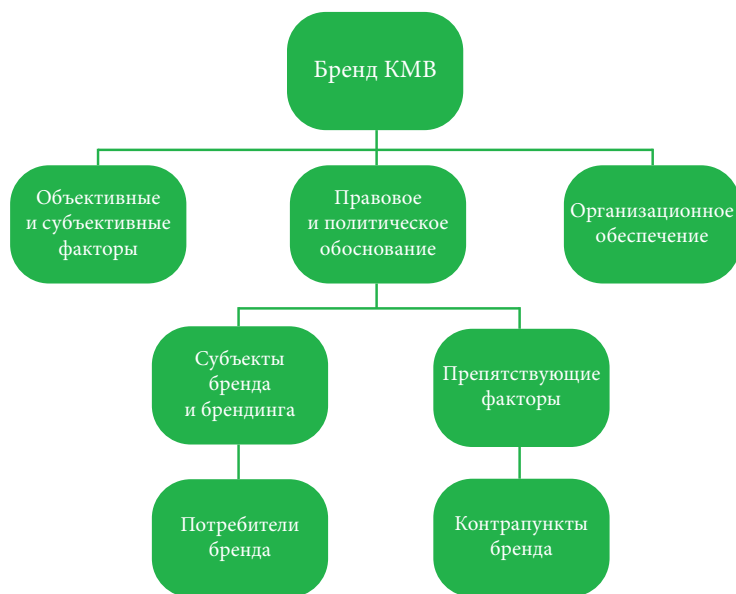 Бренд КМВ
Объективные
и субъективные
факторы
Правовое
и политическое
обоснование
Организационное
обеспечение
Субъекты
бренда
и брендинга
Препятствующие
факторы
Потребители
бренда
Контрапункты
бренда